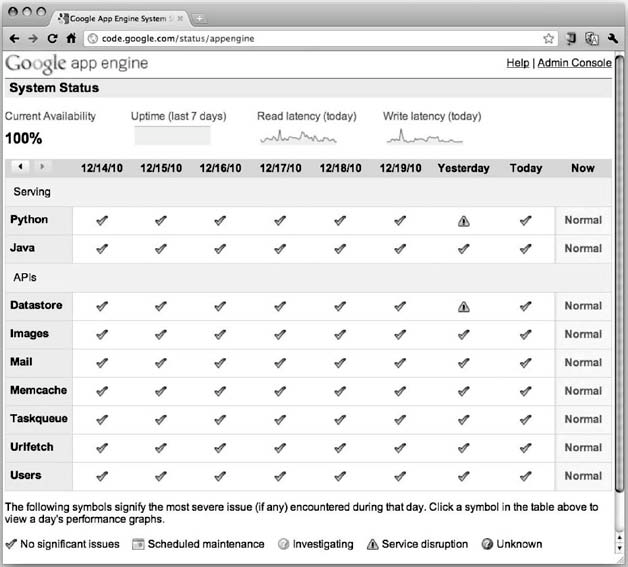 Google App Engine System S
code.google.com/status/appengine
Google app engine
Help | Admin Console
System Status
Current Availability Uptime (last 7 days) Read latency (today) Write latency (today)
100%
12/14/10 12/15/10 12/16/10 12/17/10 12/18/10 12/19/10 Yesterday Today Now
Serving
Python Normal
Java Normal
APIs
Datastore Normal
Images Normal
Mail Normal
Memcache Normal
Taskqueue Normal
Urlfetch Normal
Users Normal
The following symbols signify the most severe issue (if any) encountered during that day. Click a symbol in the table above to
view a day's performance graphs.
No significant issues Scheduled maintenance Investigating Service disruption Unknown